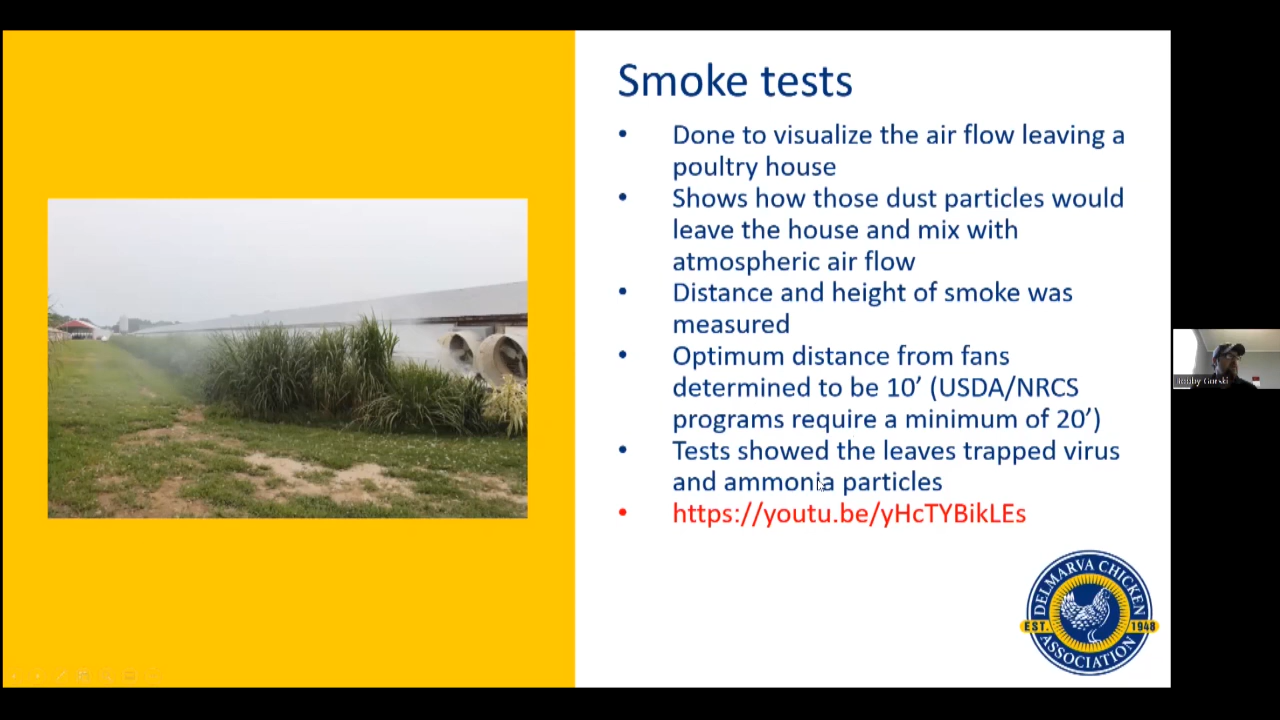 Smoke tests
• Done to visualize the air flow leaving a
poultry house
• Shows how those dust particles would
leave the house and mix with
atmospheric air flow
• Distance and height of smoke was
measured
• Optimum distance from fans
determined to be 10’ (USDA/NRCS
programs require a minimum of 20’)
• Tests showed the leaves trapped virus
and ammonia particles
• https://youtu.be/yHcTYBikLEs
Bobby Gorski
DELMARVA CHICKEN
EST. 1948
ASSOCIATION